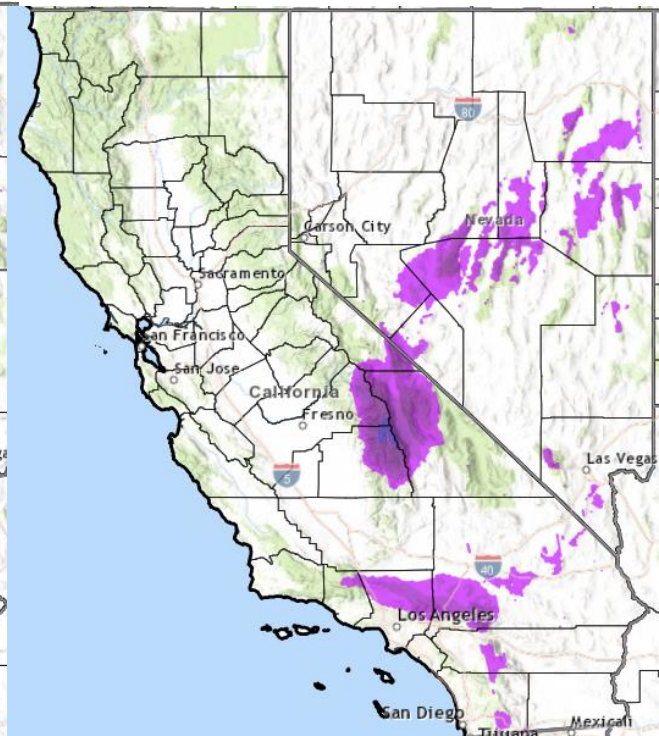 80
Nevada
Carson City
Sacramento
San Francisco
San Jose
California
Fresno
5
Las Vegas
40
Los Angeles
San Diego
Tijuana
Mexicali